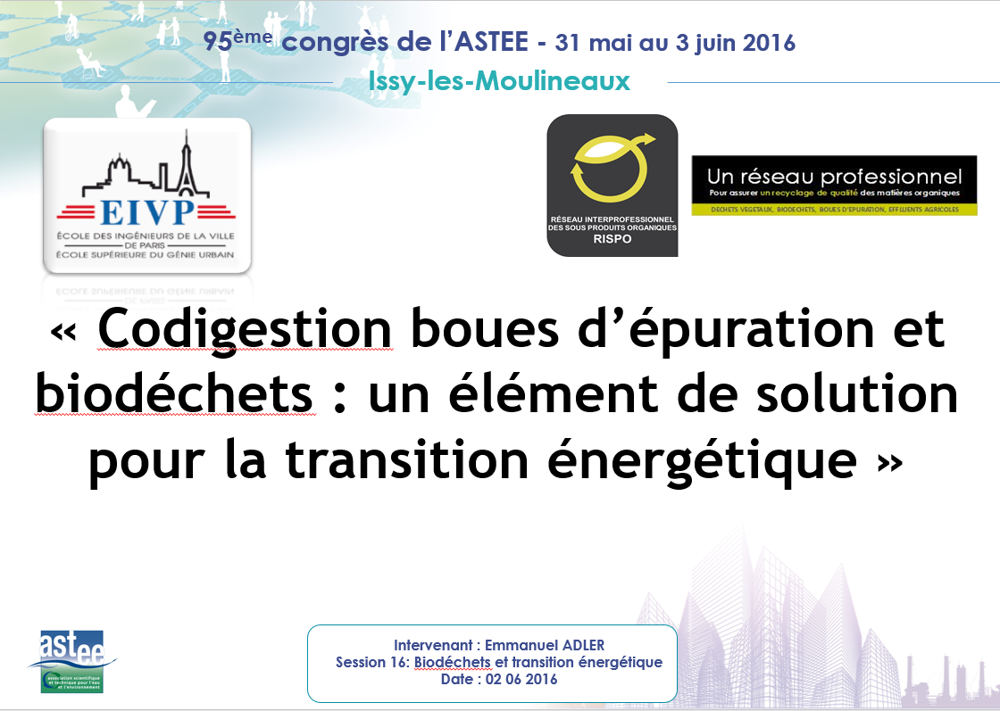 95ème congrès de l’ASTEE - 31 mai au 3 juin 2016
Issy-les-Moulineaux
EIVP
ÉCOLE DES INGÉNIEURS DE LA VILLE
DE PARIS
ÉCOLE SUPÉRIEURE DU GÉNIE URBAIN
RÉSEAU INTERPROFESSIONNEL
DES SOUS PRODUITS ORGANIQUES
RISPO
Un réseau professionnel
Pour assurer un recyclage de qualité des matières organiques
DECHETS VEGETAUX, BIODECHETS, BOUES D'EPURATION, EFFLUENTS AGRICOLES
« Codigestion boues d’épuration et
biodéchets : un élément de solution
pour la transition énergétique »
astee
association scientifique
et technique pour l'eau
et l'environnement
Intervenant : Emmanuel ADLER
Session 16: Biodéchets et transition énergétique
Date : 02 06 2016